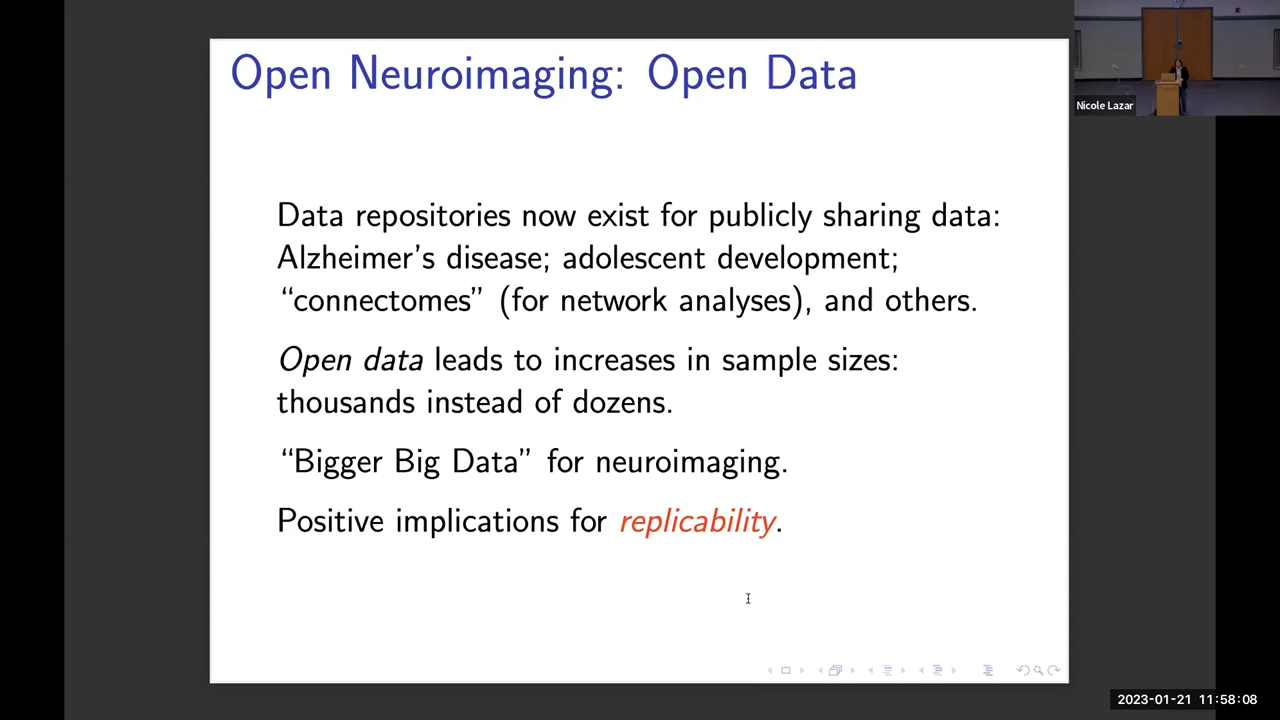 Open Neuroimaging: Open Data
Nicole Lazar
Data repositories now exist for publicly sharing data:
Alzheimer’s disease; adolescent development;
“connectomes” (for network analyses), and others.
Open data leads to increases in sample sizes:
thousands instead of dozens.
“Bigger Big Data” for neuroimaging.
Positive implications for replicability.
2023-01-21 11:58:08